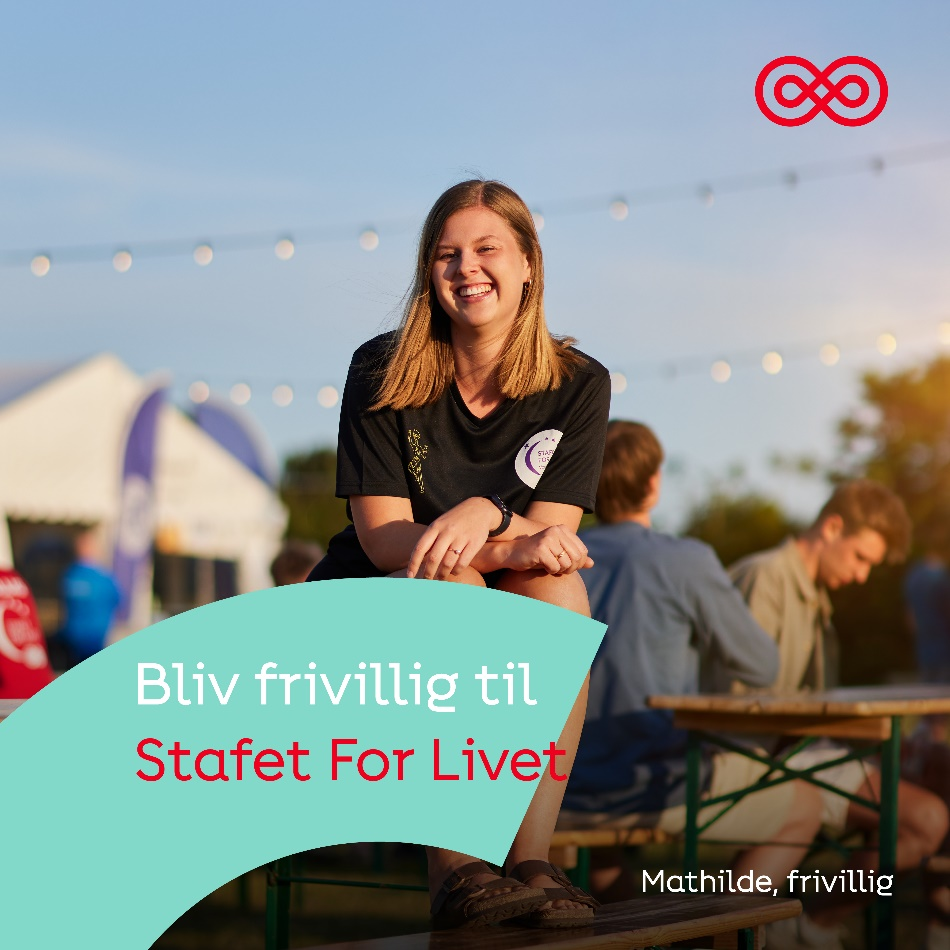 Bliv frivillig til
Stafet For Livet
Mathilde, frivillig